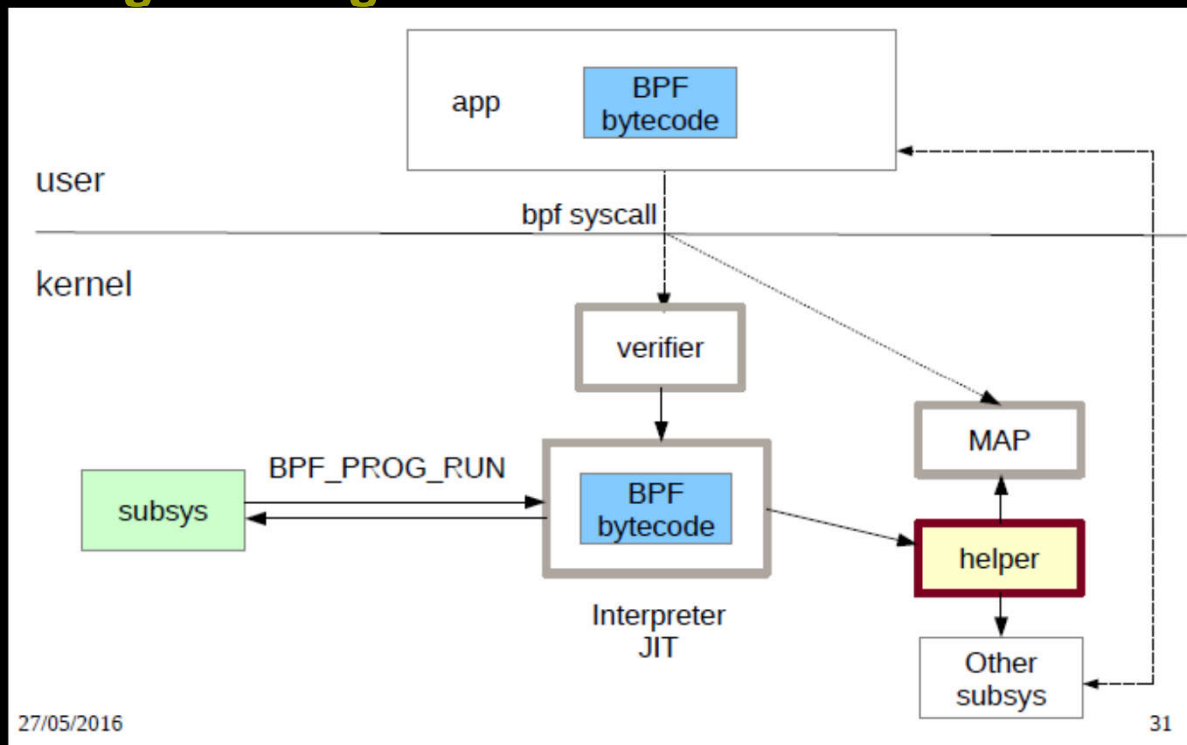 app
BPF
bytecode
user
bpf syscall
kernel
verifier
MAP
BPF_PROG_RUN
subsys
BPF
bytecode
helper
Interpreter
JIT
Other
subsys
27/05/2016
31